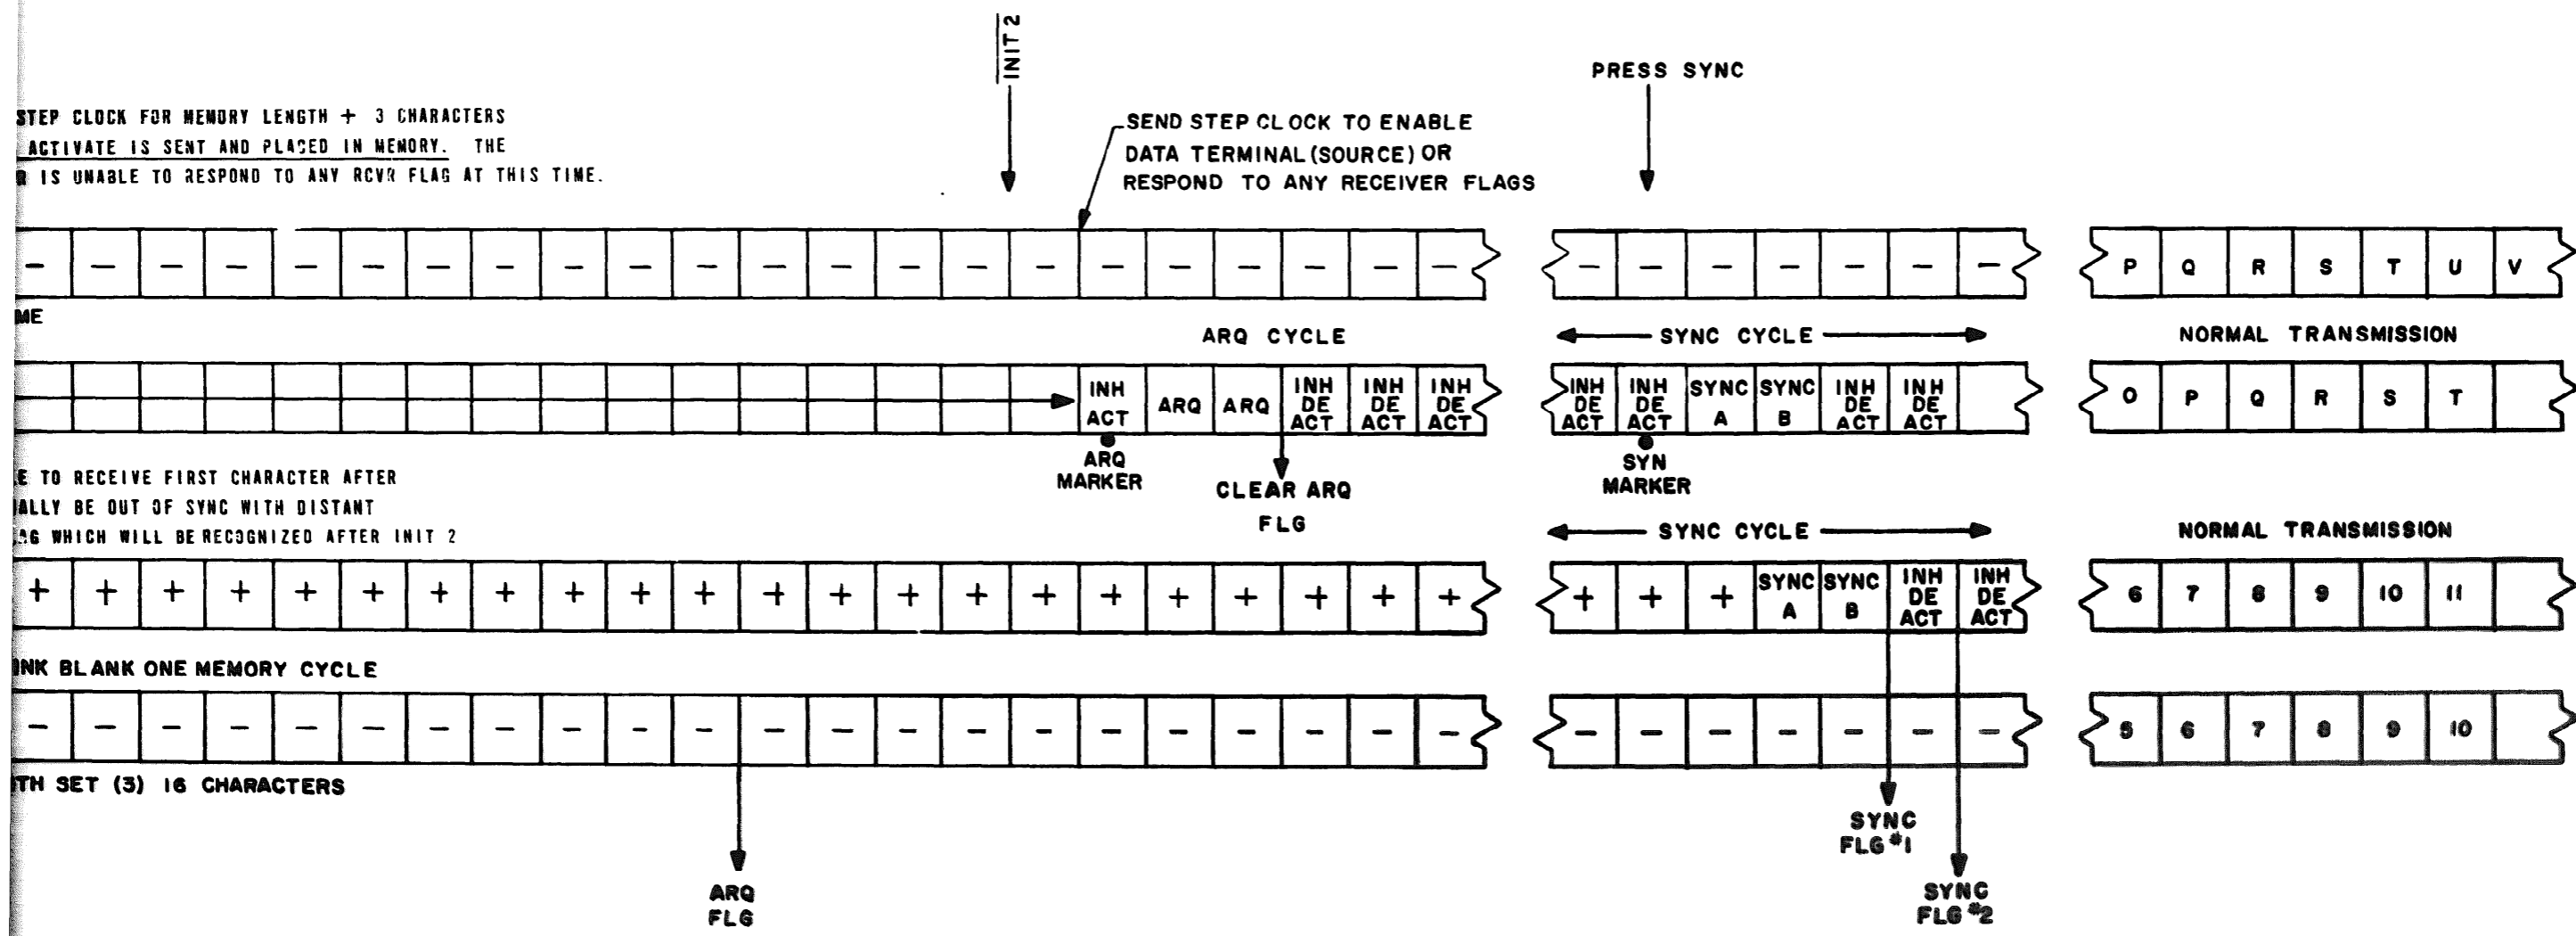 INIT 2
PRESS SYNC
STEP CLOCK FOR MEMORY LENGTH + 3 CHARACTERS
ACTIVATE IS SENT AND PLACED IN MEMORY. THE
IS UNABLE TO RESPOND TO ANY RCVR FLAG AT THIS TIME.
SEND STEP CLOCK TO ENABLE
DATA TERMINAL (SOURCE) OR
RESPOND TO ANY RECEIVER FLAGS
- - - - - - - - - - - - - - - - - - - - - -
- - - - - - -
P Q R S T U V
ME
ARQ CYCLE
SYNC CYCLE
NORMAL TRANSMISSION
INH ACT
ARQ
ARQ
INH DE ACT
INH DE ACT
INH DE ACT
INH DE ACT
INH DE ACT
SYNC A
SYNC B
INH DE ACT
INH DE ACT
O P Q R S T
ARQ
MARKER
CLEAR ARQ
FLG
SYN
MARKER
E TO RECEIVE FIRST CHARACTER AFTER
ALLY BE OUT OF SYNC WITH DISTANT
AG WHICH WILL BE RECOGNIZED AFTER INIT 2
SYNC CYCLE
NORMAL TRANSMISSION
+ + + + + + + + + + + + + + + + + + + + + +
+ + +
SYNC A
SYNC B
INH DE ACT
INH DE ACT
6 7 8 9 10 11
NK BLANK ONE MEMORY CYCLE
- - - - - - - - - - - - - - - - - - - - - -
- - - - - - -
5 6 7 8 9 10
TH SET (3) 16 CHARACTERS
ARQ
FLG
SYNC
FLG #1
SYNC
FLG #2